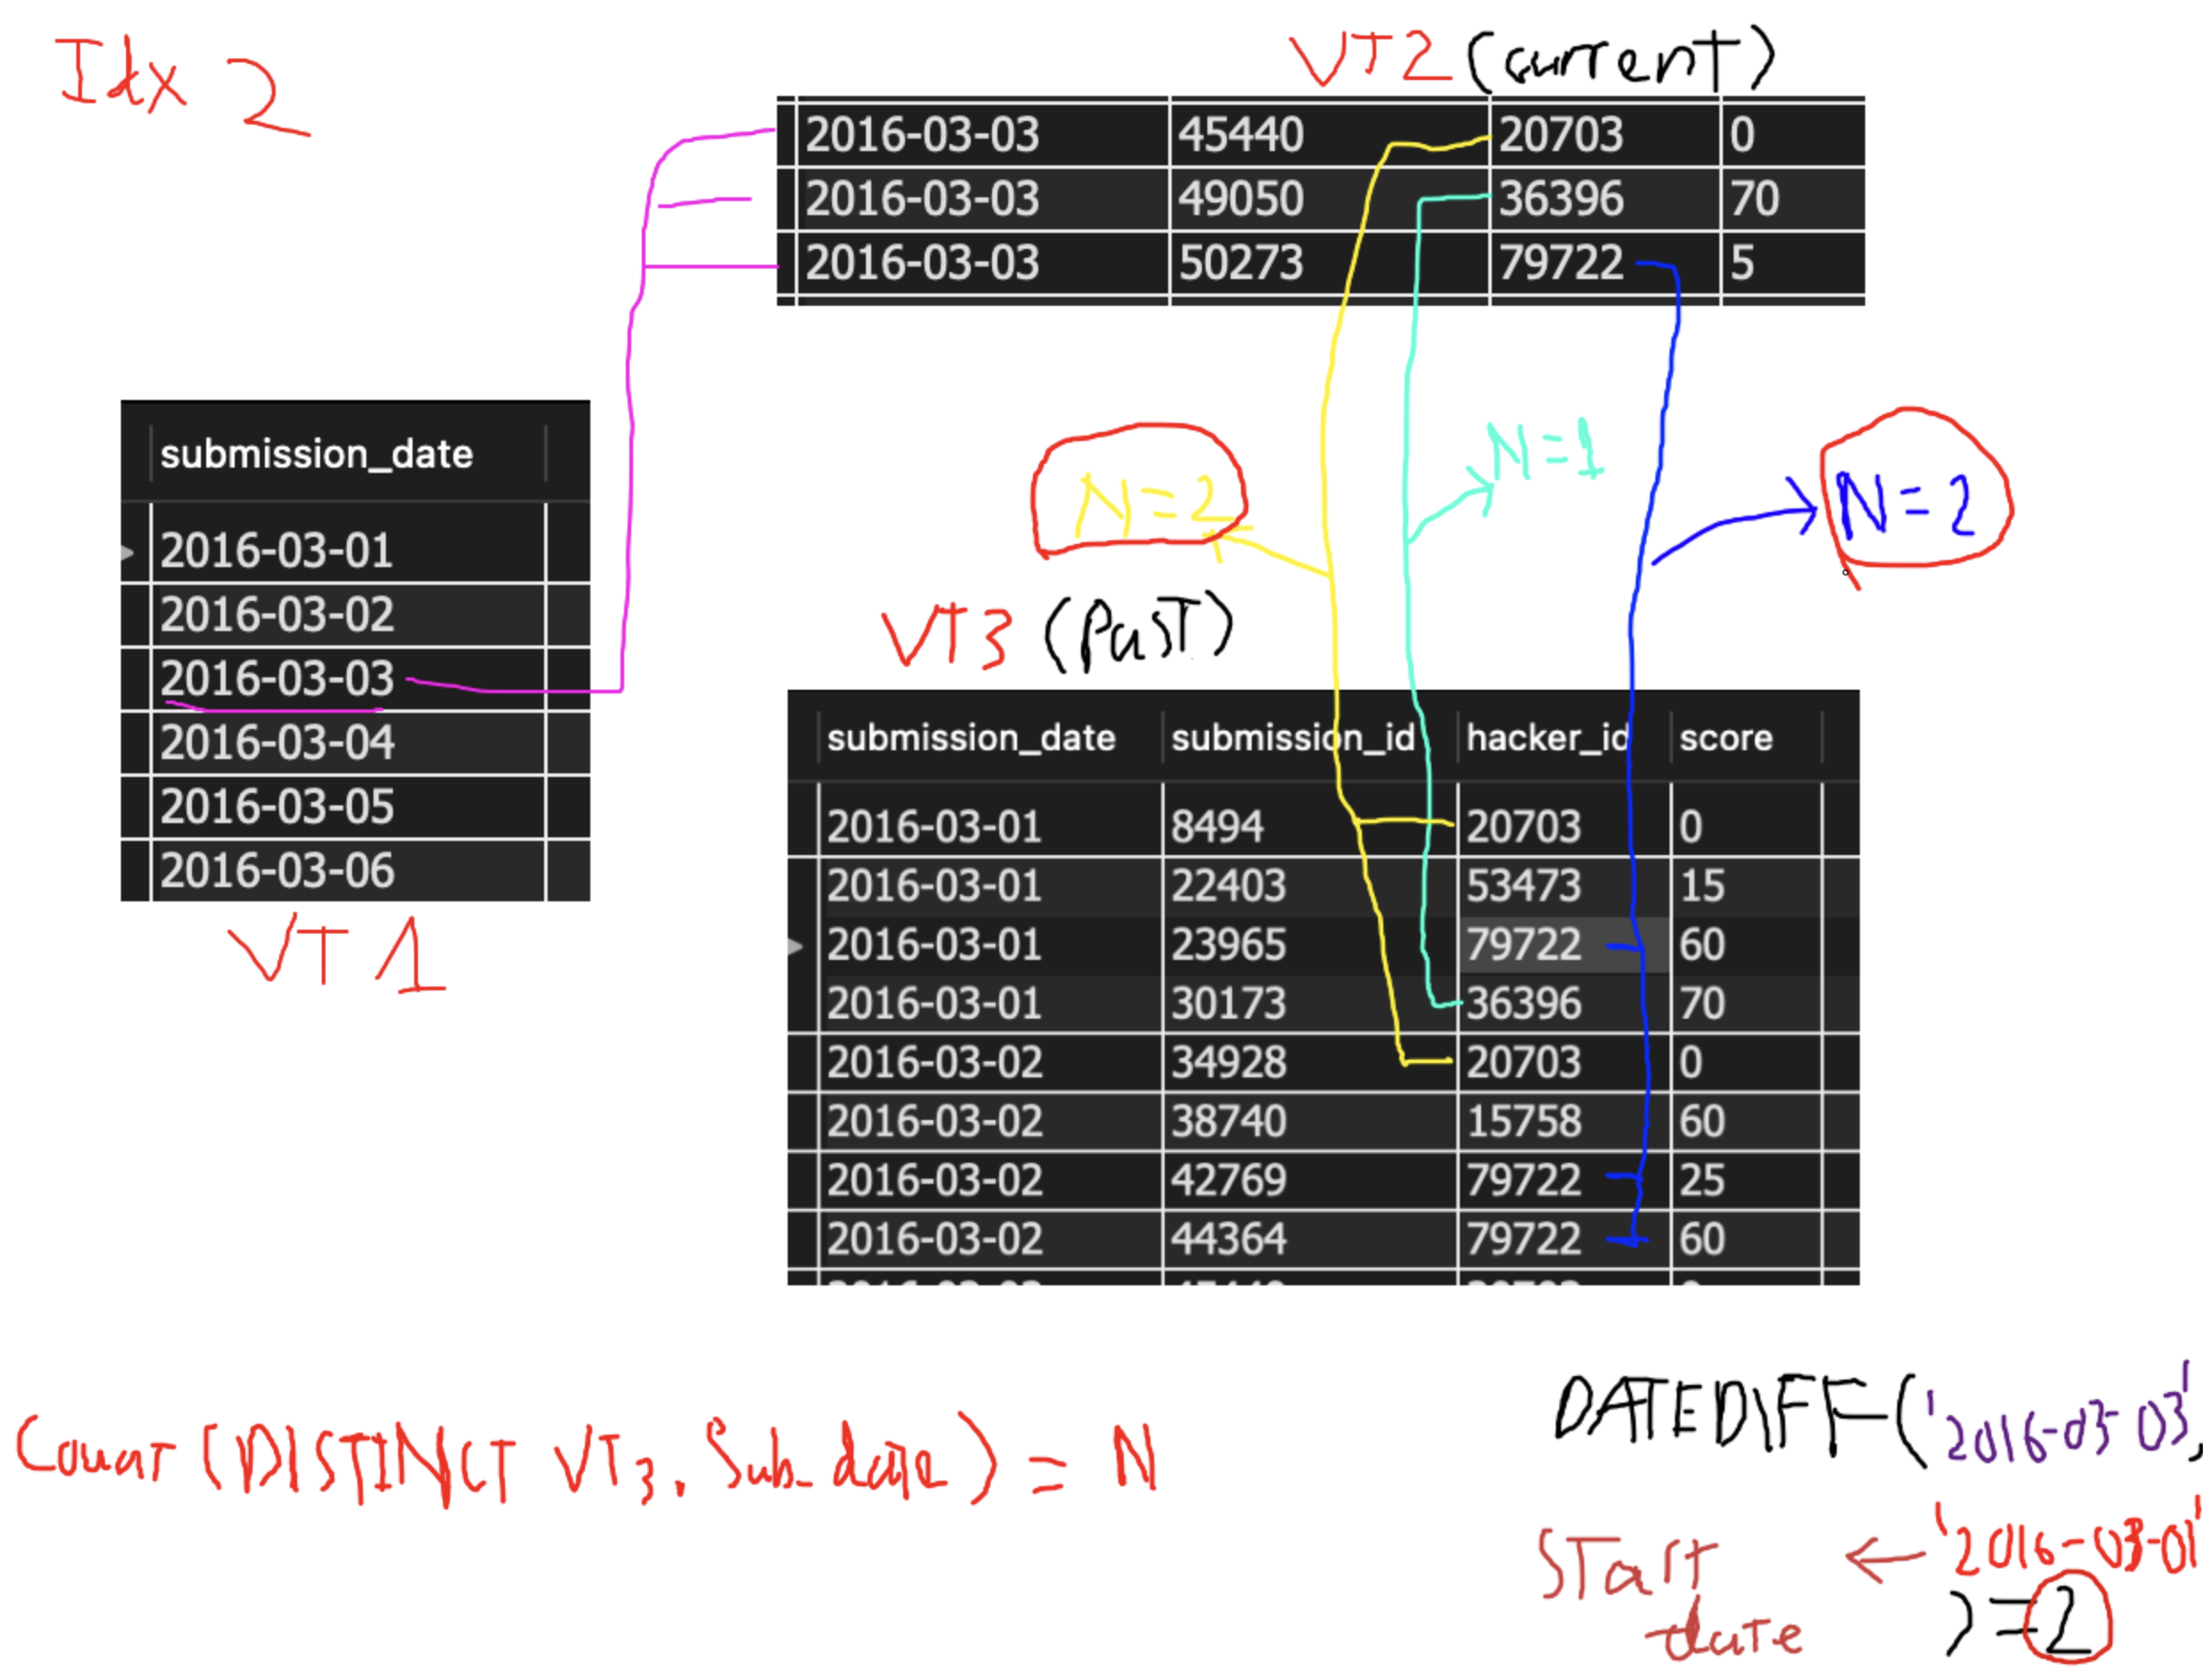 Idx 2
VT2 (current)
2016-03-03 45440 20703 0
2016-03-03 49050 36396 70
2016-03-03 50273 79722 5
submission_date
2016-03-01
2016-03-02
2016-03-03
2016-03-04
2016-03-05
2016-03-06
VT 1
N=2
N=1
N=2
VT3 (PasT)
submission_date submission_id hacker_id score
2016-03-01 8494 20703 0
2016-03-01 22403 53473 15
2016-03-01 23965 79722 60
2016-03-01 30173 36396 70
2016-03-02 34928 20703 0
2016-03-02 38740 15758 60
2016-03-02 42769 79722 25
2016-03-02 44364 79722 60
Count (DISTINCT VT3. Sub_date) = N
DATEDIFF('2016-03-03',
START date ← '2016-03-01'
) = 2